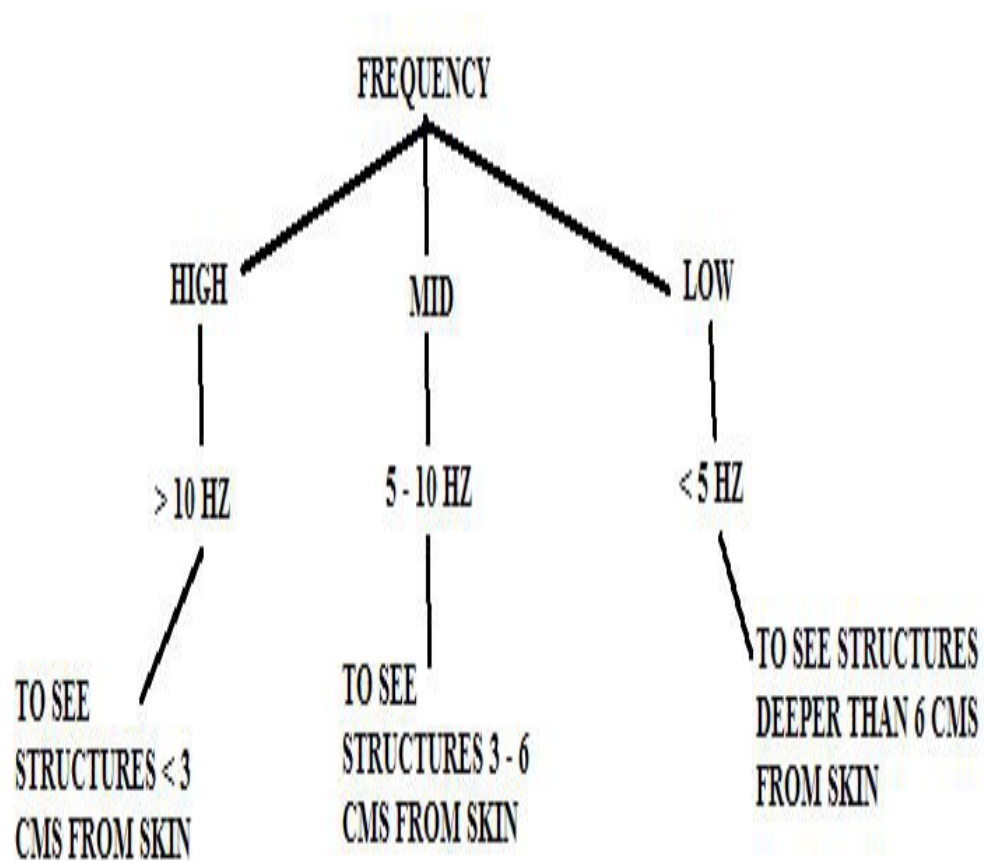 FREQUENCY
HIGH
MID
LOW
> 10 HZ
5 - 10 HZ
< 5 HZ
TO SEE
STRUCTURES < 3
CMS FROM SKIN
TO SEE
STRUCTURES 3 - 6
CMS FROM SKIN
TO SEE STRUCTURES
DEEPER THAN 6 CMS
FROM SKIN